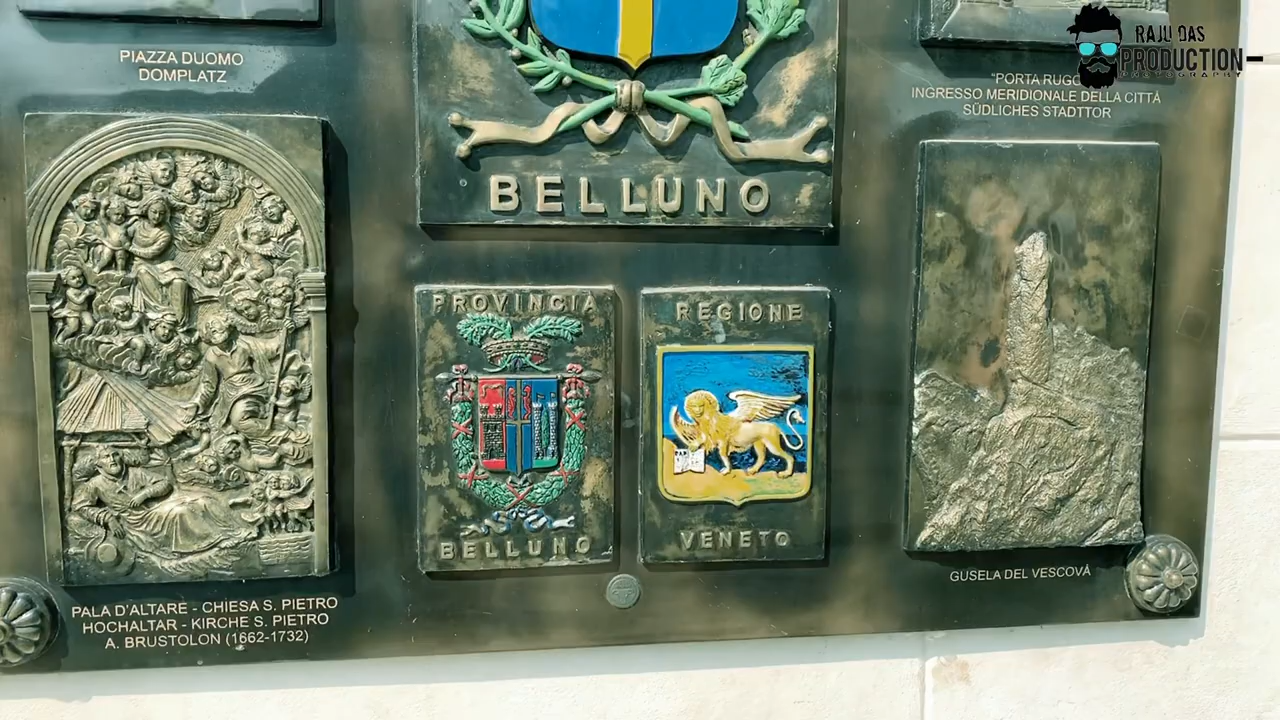 PIAZZA DUOMO
DOMPLATZ
RAJU DAS
PRODUCTION
PHOTOGRAPHY
"PORTA RUGO
INGRESSO MERIDIONALE DELLA CITTÀ
SÜDLICHES STADTTOR
BELLUNO
PROVINCIA
BELLUNO
REGIONE
VENETO
PALA D'ALTARE - CHIESA S. PIETRO
HOCHALTAR - KIRCHE S. PIETRO
A. BRUSTOLON (1662-1732)
GUSELA DEL VESCOVÀ